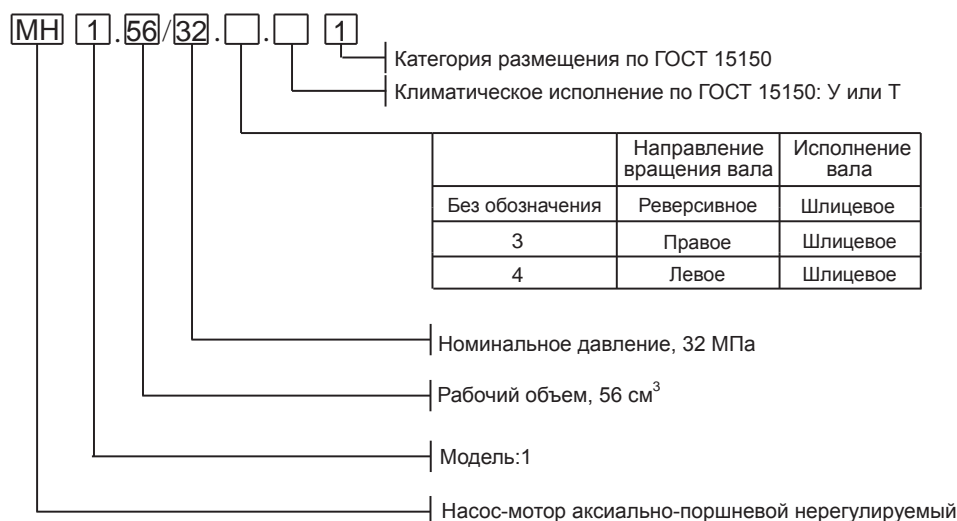 МН 1.56/32. . 1
Категория размещения по ГОСТ 15150
Климатическое исполнение по ГОСТ 15150: У или Т
Направление вращения вала Исполнение вала
Без обозначения Реверсивное Шлицевое
3 Правое Шлицевое
4 Левое Шлицевое
Номинальное давление, 32 МПа
Рабочий объем, 56 см³
Модель:1
Насос-мотор аксиально-поршневой нерегулируемый